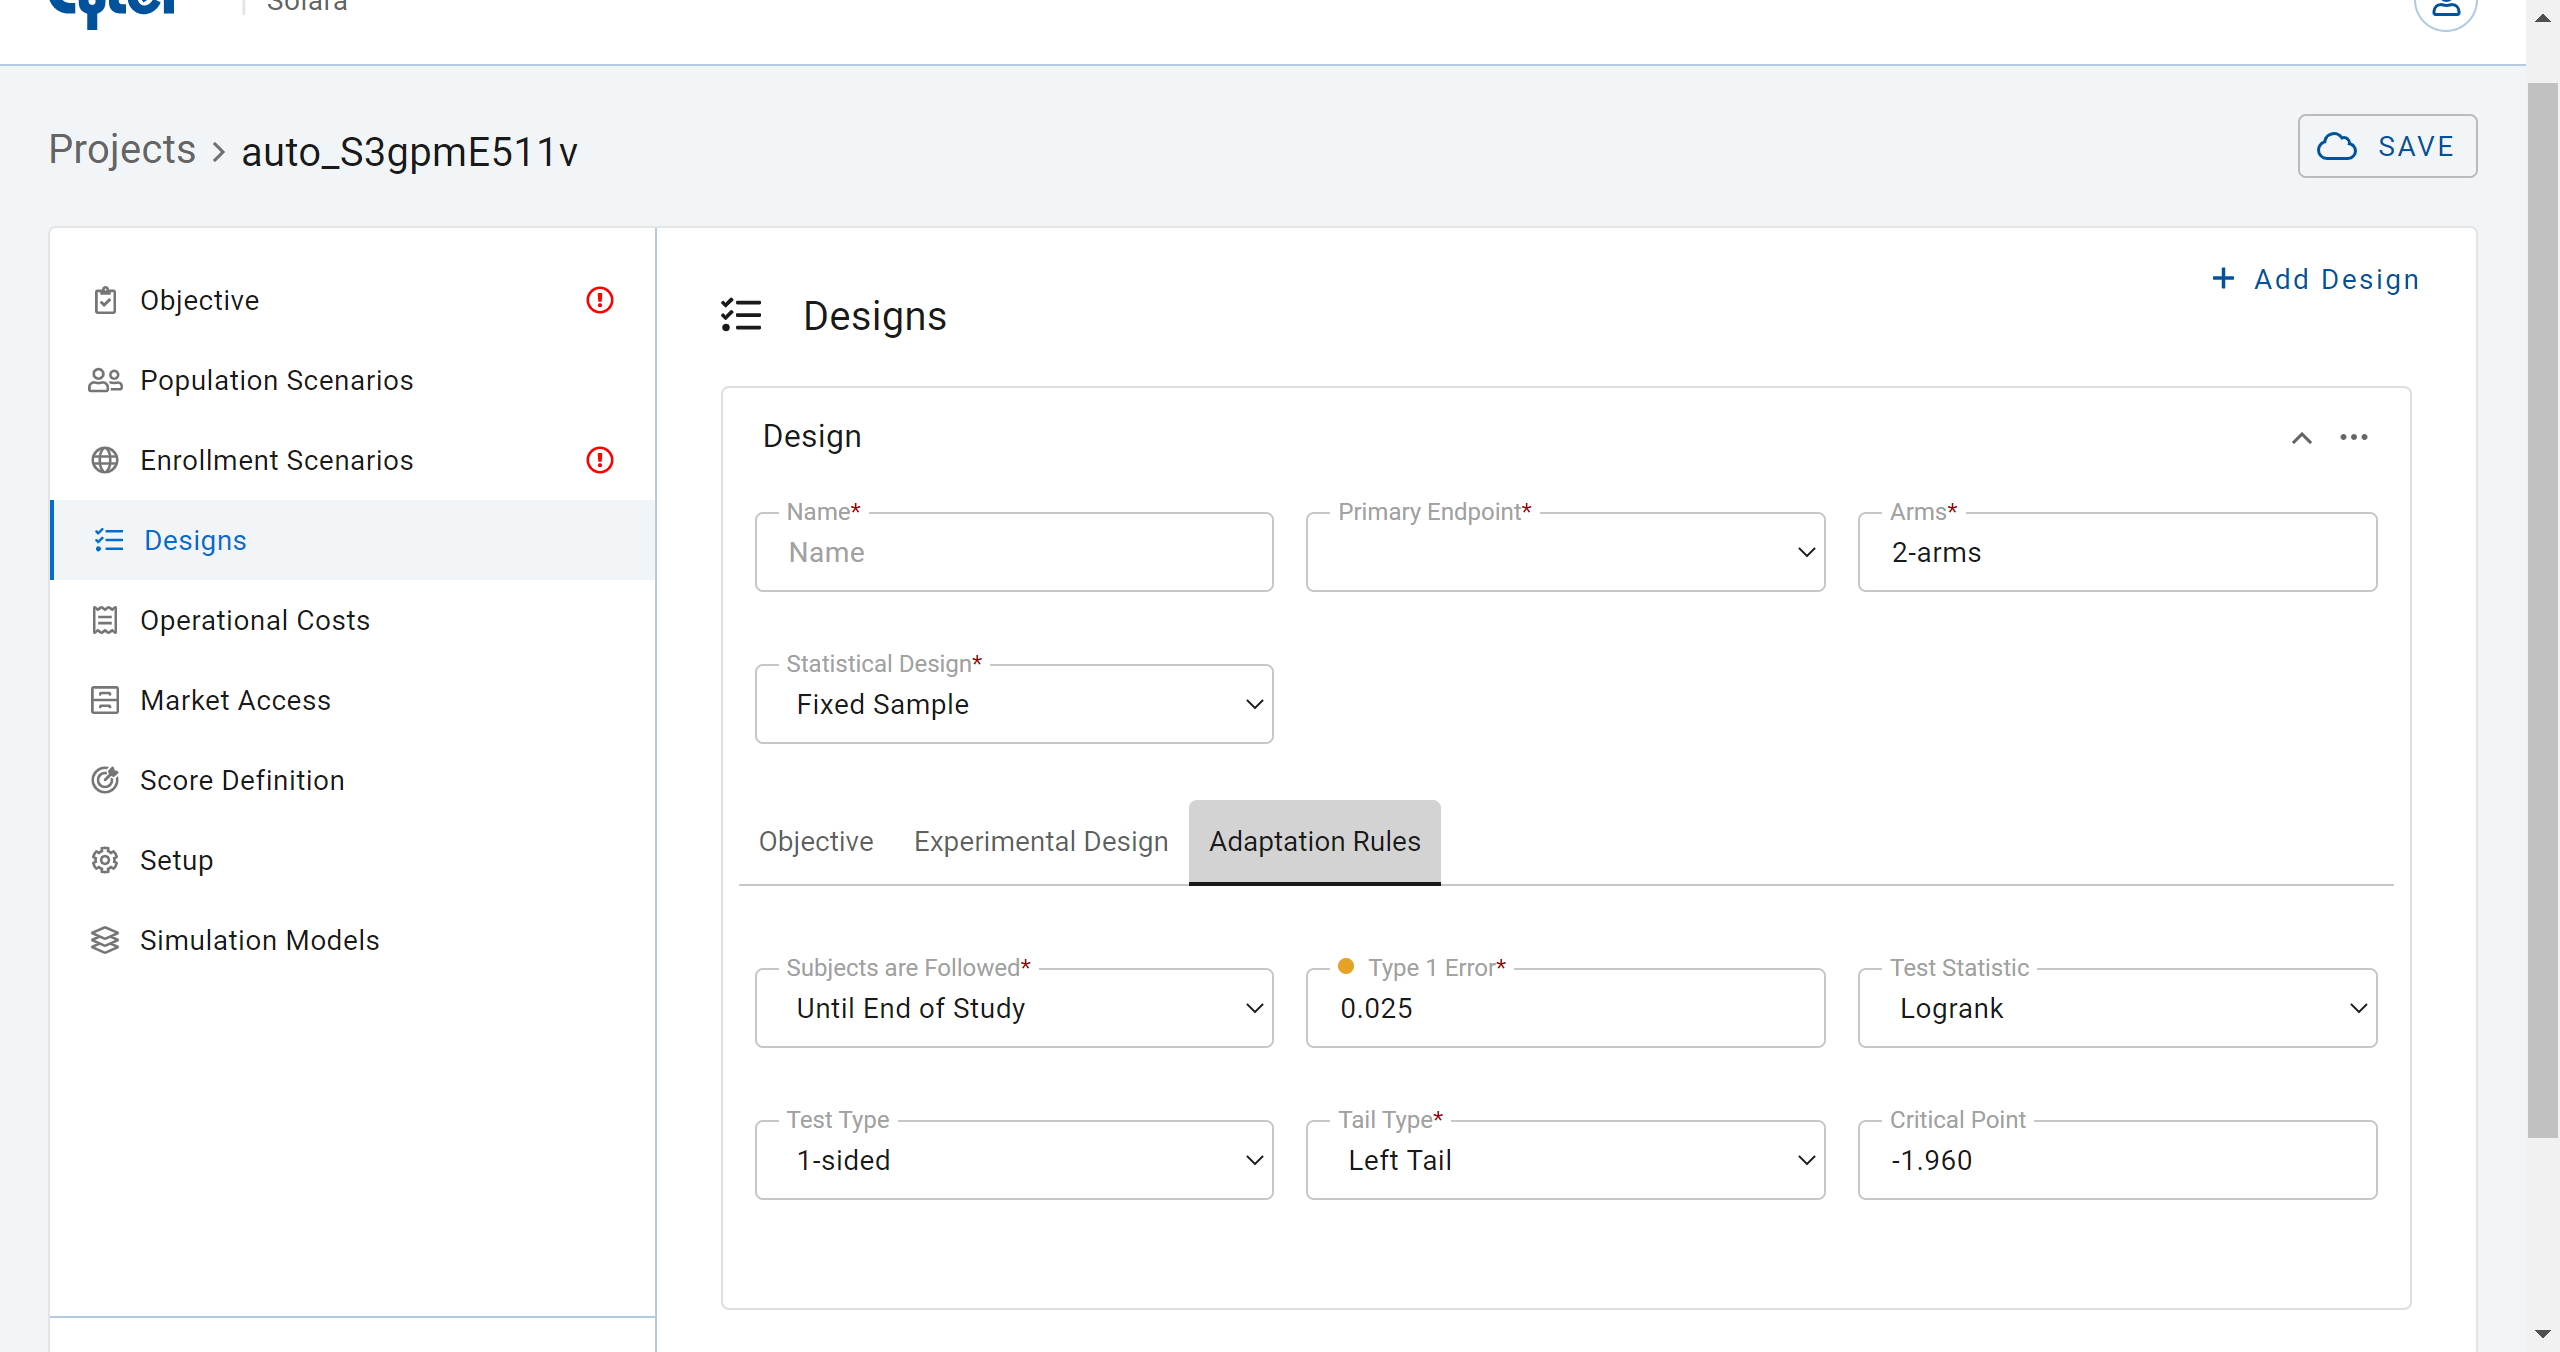 Solara
Projects > auto_S3gpmE511v
SAVE
Objective
Population Scenarios
Enrollment Scenarios
Designs
Operational Costs
Market Access
Score Definition
Setup
Simulation Models
+ Add Design
Designs
Design
Name*
Name
Primary Endpoint*
Arms*
2-arms
Statistical Design*
Fixed Sample
Objective
Experimental Design
Adaptation Rules
Subjects are Followed*
Until End of Study
Type 1 Error*
0.025
Test Statistic
Logrank
Test Type
1-sided
Tail Type*
Left Tail
Critical Point
-1.960